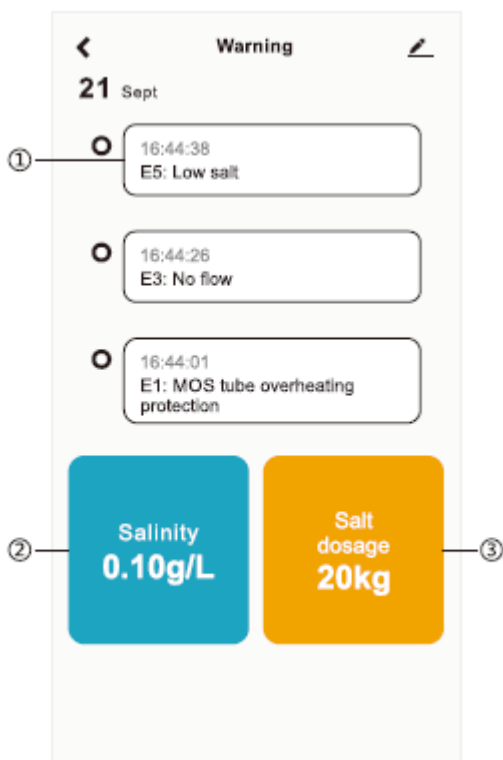 Warning
21 Sept
① 16:44:38
E5: Low salt
16:44:26
E3: No flow
16:44:01
E1: MOS tube overheating
protection
② Salinity
0.10g/L
Salt
dosage
20kg ③